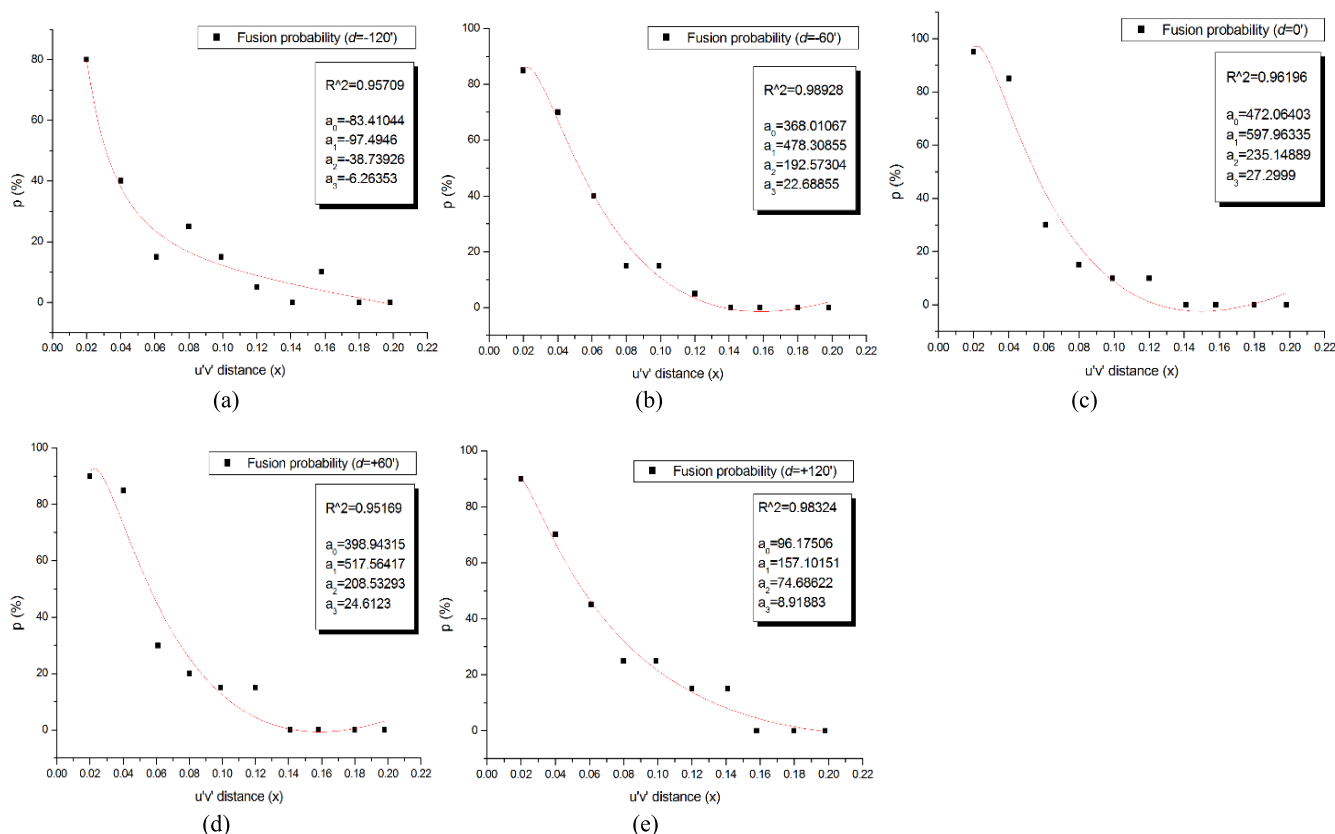 Fusion probability (d=-120')
R^2=0.95709
a0=-83.41044
a1=-97.4946
a2=-38.73926
a3=-6.26353
p (%)
80
60
40
20
0
0.00 0.02 0.04 0.06 0.08 0.10 0.12 0.14 0.16 0.18 0.20 0.22
u'v' distance (x)
(a)
Fusion probability (d=-60')
R^2=0.98928
a0=368.01067
a1=478.30855
a2=192.57304
a3=22.68855
p (%)
100
80
60
40
20
0
0.00 0.02 0.04 0.06 0.08 0.10 0.12 0.14 0.16 0.18 0.20 0.22
u'v' distance (x)
(b)
Fusion probability (d=0')
R^2=0.96196
a0=472.06403
a1=597.96335
a2=235.14889
a3=27.2999
p (%)
100
80
60
40
20
0
0.00 0.02 0.04 0.06 0.08 0.10 0.12 0.14 0.16 0.18 0.20 0.22
u'v' distance (x)
(c)
Fusion probability (d=+60')
R^2=0.95169
a0=398.94315
a1=517.56417
a2=208.53293
a3=24.6123
p (%)
100
80
60
40
20
0
0.00 0.02 0.04 0.06 0.08 0.10 0.12 0.14 0.16 0.18 0.20 0.22
u'v' distance (x)
(d)
Fusion probability (d=+120')
R^2=0.98324
a0=96.17506
a1=157.10151
a2=74.68622
a3=8.91883
p (%)
100
80
60
40
20
0
0.00 0.02 0.04 0.06 0.08 0.10 0.12 0.14 0.16 0.18 0.20 0.22
u'v' distance (x)
(e)